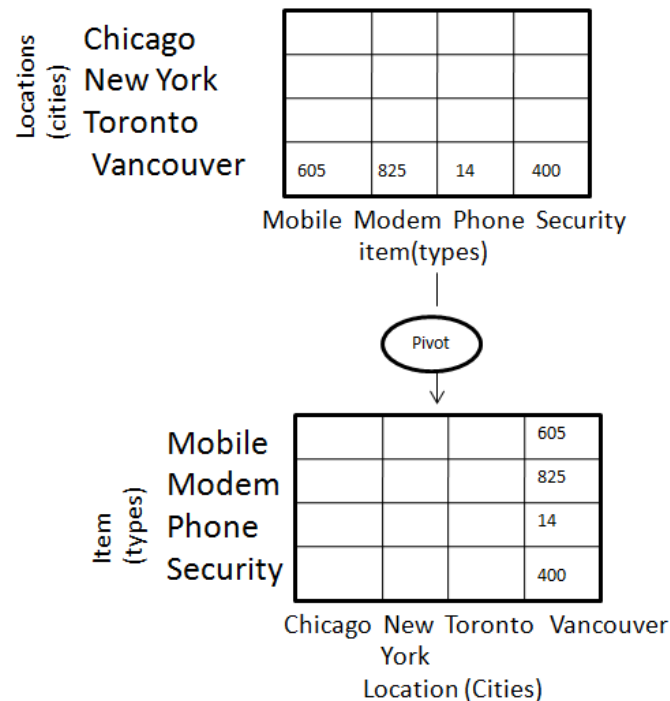 Locations
(cities)
Chicago
New York
Toronto
Vancouver
605 825 14 400
Mobile Modem Phone Security
item(types)
Pivot
Item
(types)
Mobile
Modem
Phone
Security
605
825
14
400
Chicago New Toronto Vancouver
York
Location (Cities)